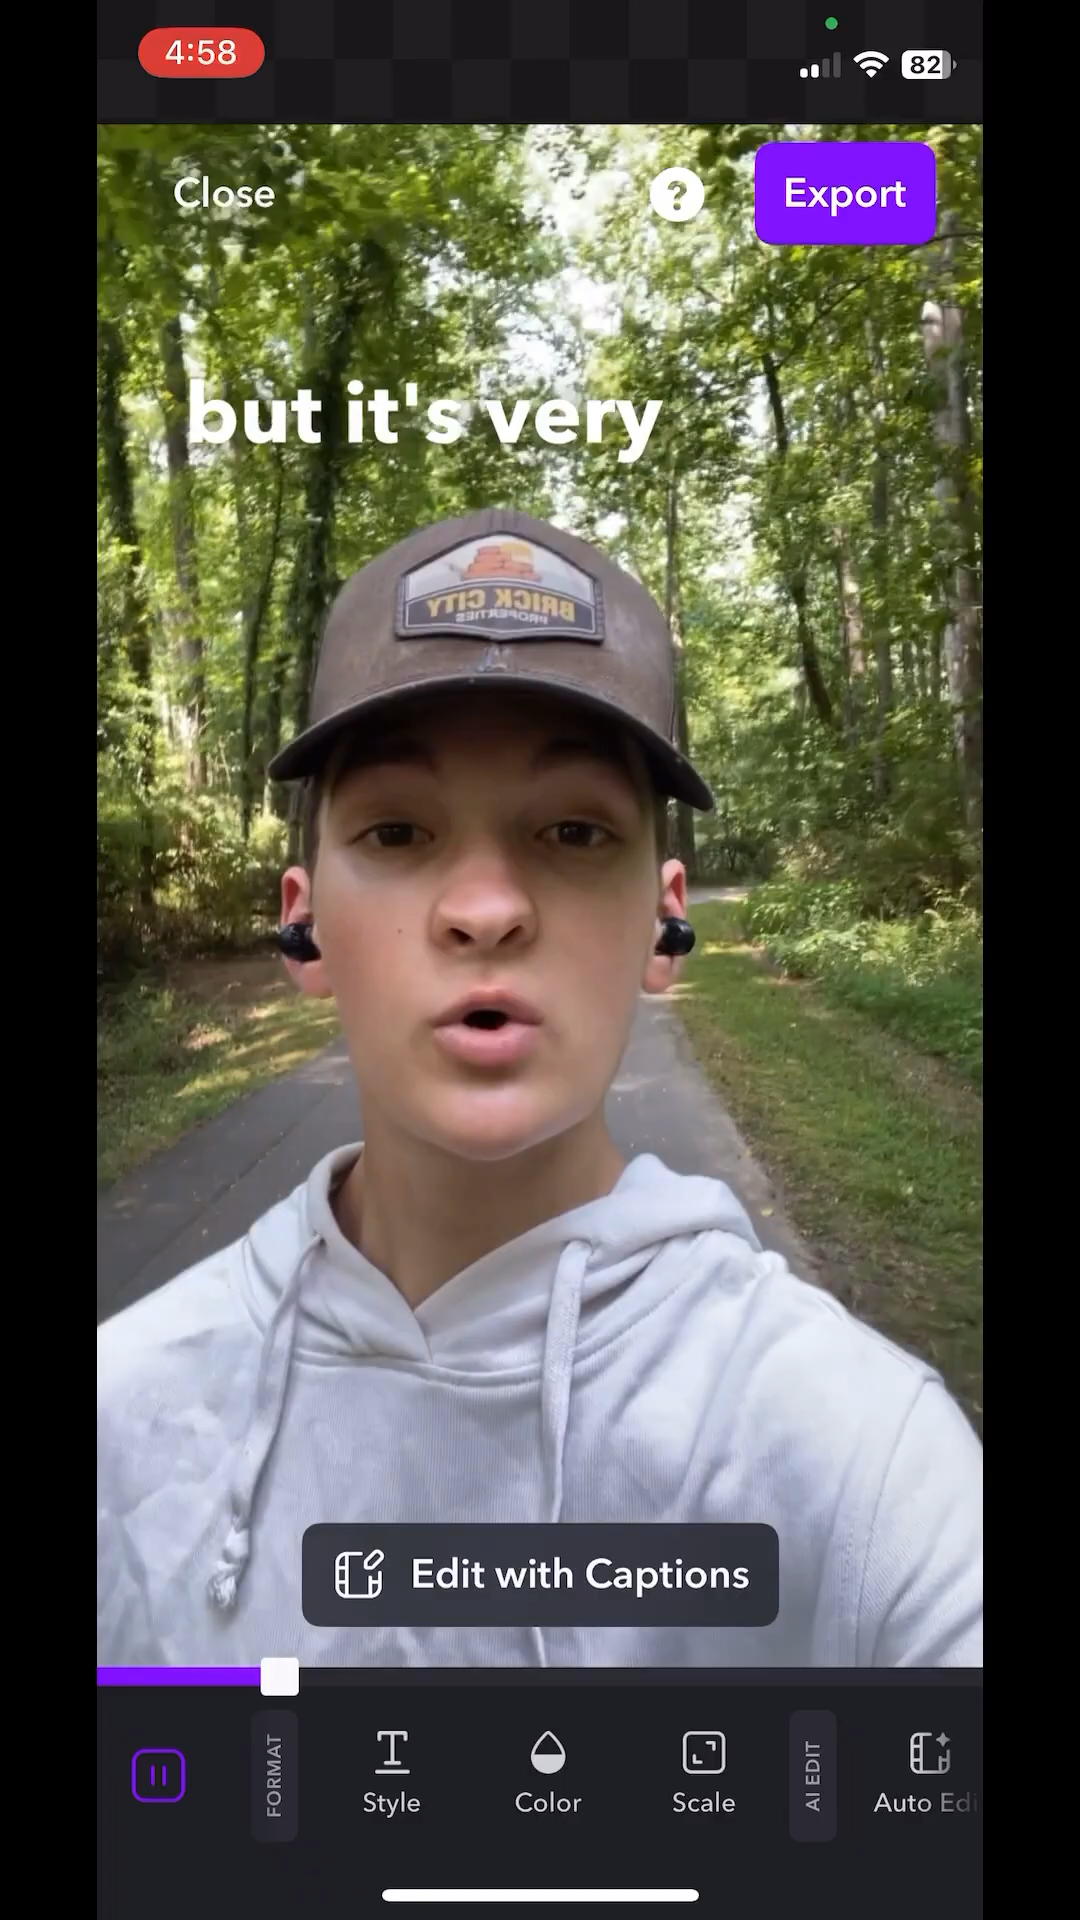 4:58
82
Close
?
Export
but it's very
BRICK CITY
PROPERTIES
Edit with Captions
FORMAT
Style
Color
Scale
AI EDIT
Auto Edi